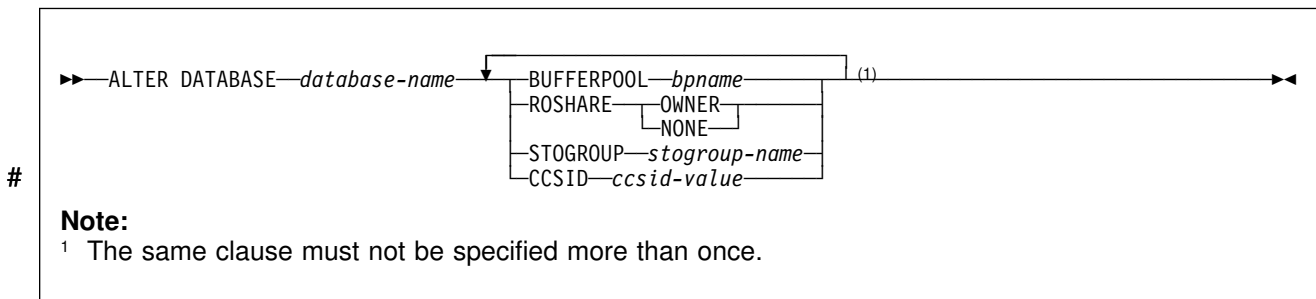 ALTER DATABASE database-name BUFFERPOOL bpname (1)
ROSHARE OWNER
NONE
STOGROUP stogroup-name
# CCSID ccsid-value
Note:
1 The same clause must not be specified more than once.